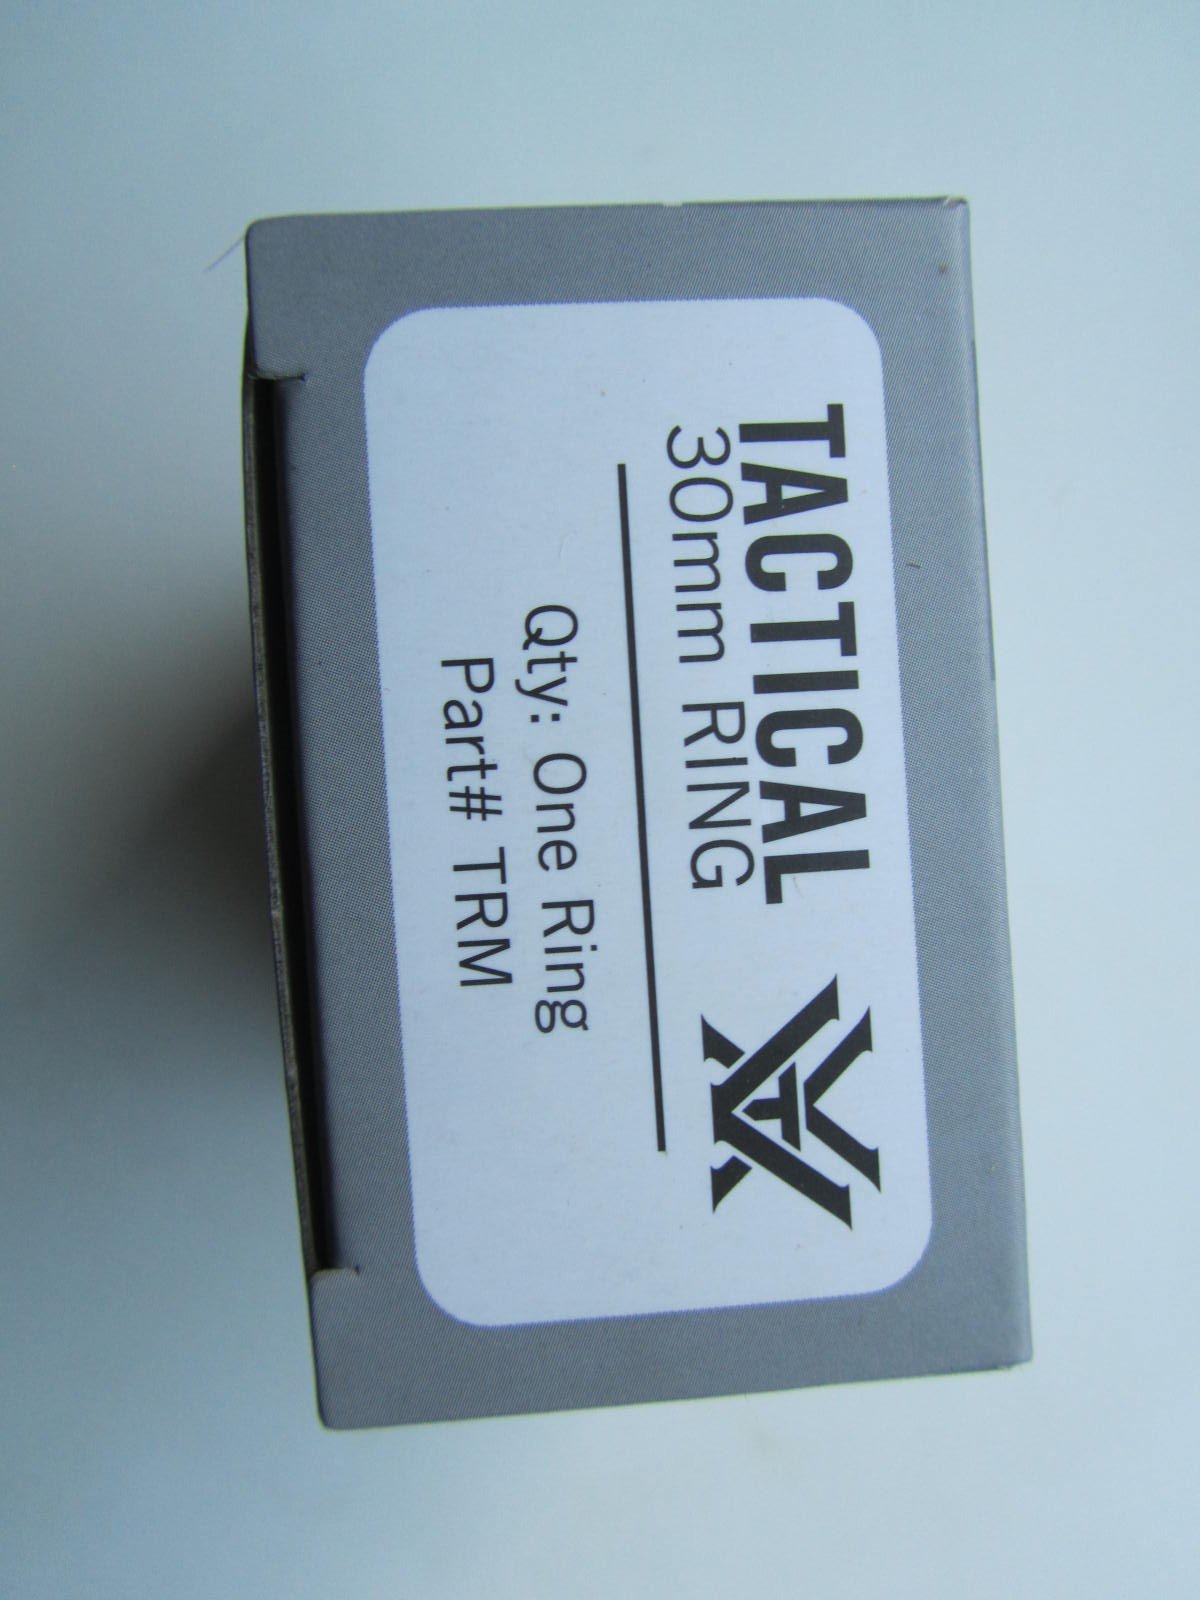 TACTICAL
30mm RING
Qty: One Ring
Part# TRM